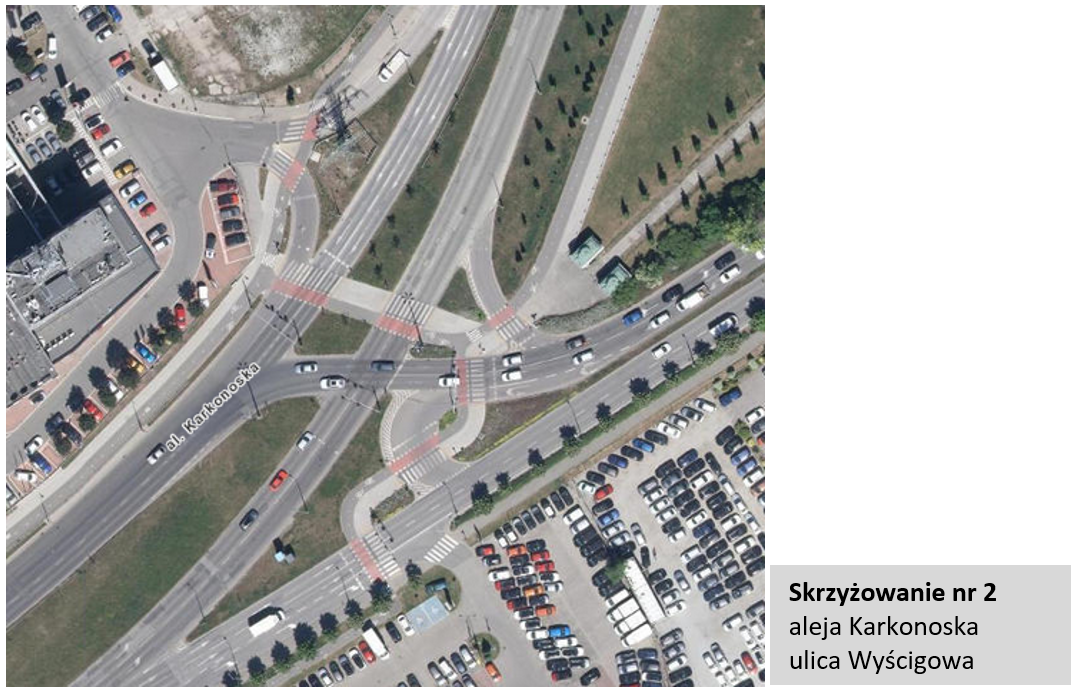 al. Karkonoska
Skrzyżowanie nr 2
aleja Karkonoska
ulica Wyścigowa